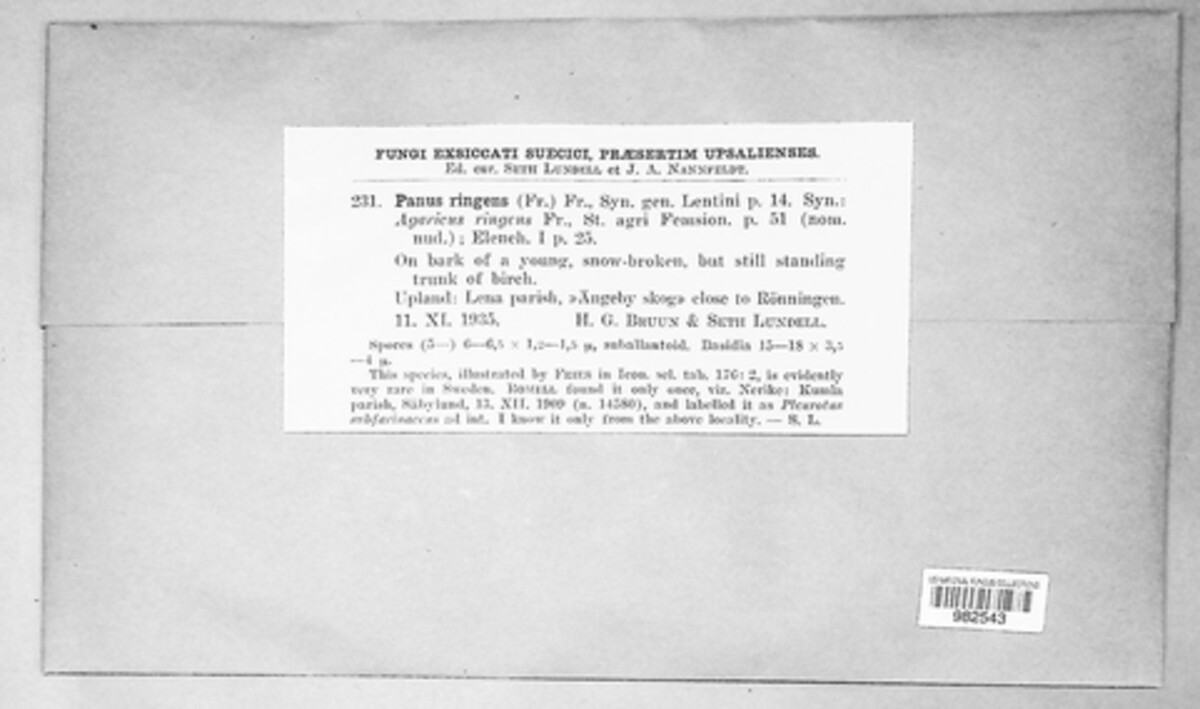 FUNGI EXSICCATI SUECICI, PRÆSERTIM UPSALIENSES.
Ed. cur. SETH LUNDELL et J. A. NANNFELDT.
231. Panus ringens (Fr.) Fr., Syn. gen. Lentini p. 14. Syn.:
Agaricus ringens Fr., St. agri Femsion. p. 51 (nom.
nud.); Elench. I p. 25.
On bark of a young, snow-broken, but still standing
trunk of birch.
Upland: Lena parish, »Ängeby skog» close to Rönningen.
11. XI. 1935. H. G. BRUUN & SETH LUNDELL.
Spores (5—) 6—6,5 × 1,2—1,5 μ, suballantoid. Basidia 15—18 × 3,5
—4 μ.
This species, illustrated by FRIES in Icon. sel. tab. 176: 2, is evidently
very rare in Sweden. ROMELL found it only once, viz. Nerike: Kumla
parish, Säbylund, 13. XII. 1909 (n. 14580), and labelled it as Pleurotus
subfarinaceus ad int. I know it only from the above locality. — S. L.
982543